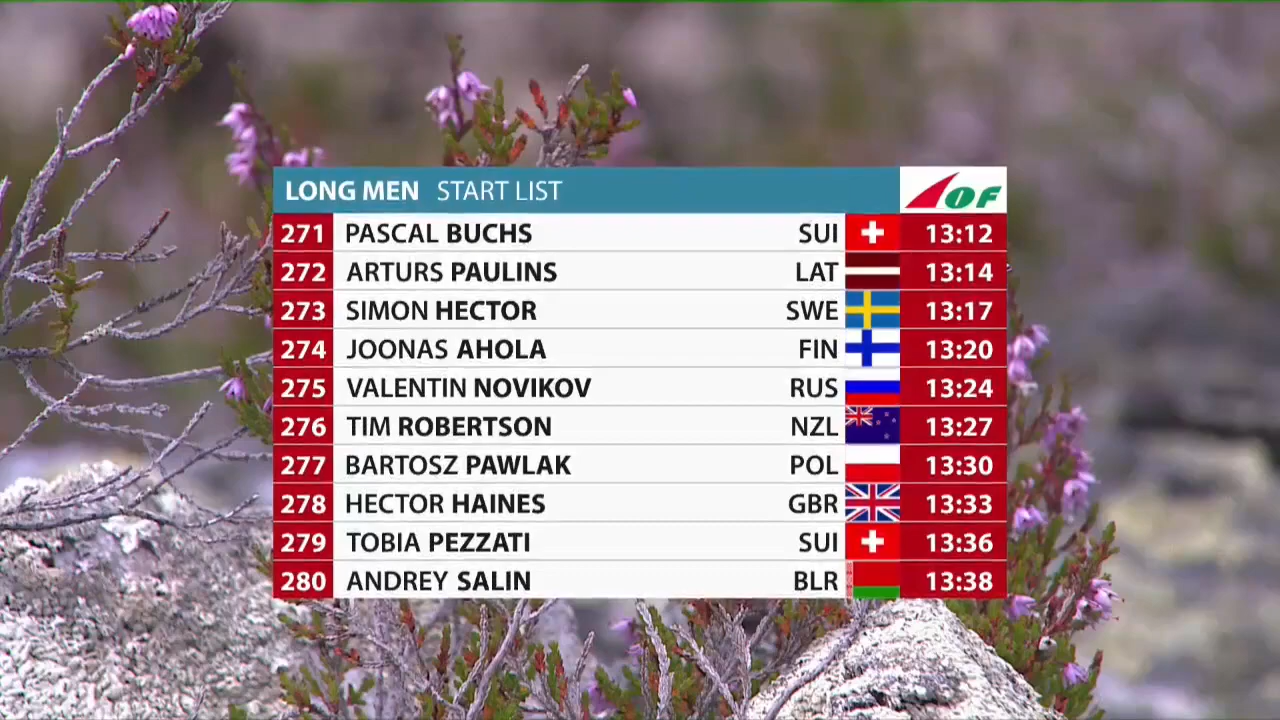 LONG MEN START LIST IOF
271 PASCAL BUCHS SUI 13:12
272 ARTURS PAULINS LAT 13:14
273 SIMON HECTOR SWE 13:17
274 JOONAS AHOLA FIN 13:20
275 VALENTIN NOVIKOV RUS 13:24
276 TIM ROBERTSON NZL 13:27
277 BARTOSZ PAWLAK POL 13:30
278 HECTOR HAINES GBR 13:33
279 TOBIA PEZZATI SUI 13:36
280 ANDREY SALIN BLR 13:38